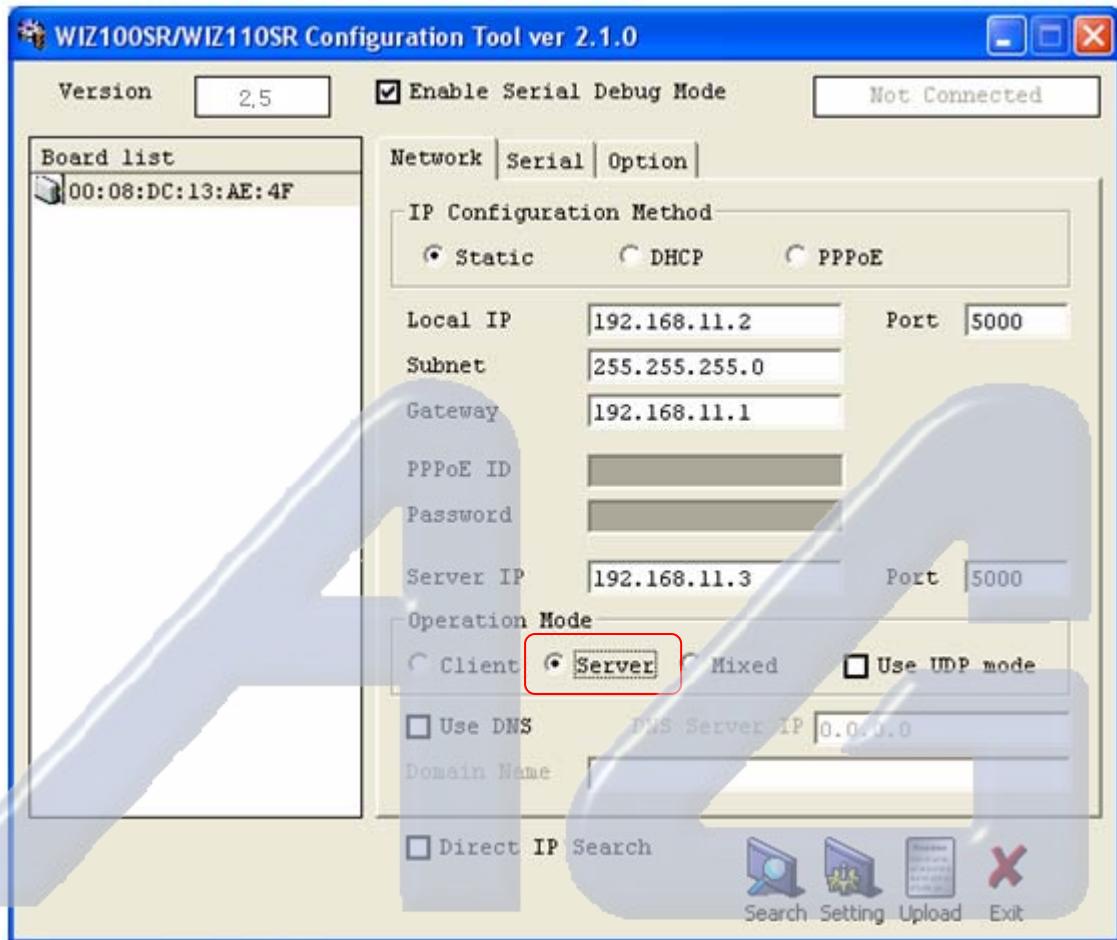 WIZ100SR/WIZ110SR Configuration Tool ver 2.1.0
Version 2,5 Enable Serial Debug Mode Not Connected
Board list
00:08:DC:13:AE:4F
Network Serial Option
IP Configuration Method
Static DHCP PPPoE
Local IP 192.168.11.2 Port 5000
Subnet 255.255.255.0
Gateway 192.168.11.1
PPPoE ID
Password
Server IP 192.168.11.3 Port 5000
Operation Mode
Client Server Mixed Use UDP mode
Use DNS DNS Server IP 0.0.0.0
Domain Name
Direct IP Search
Search Setting Upload Exit